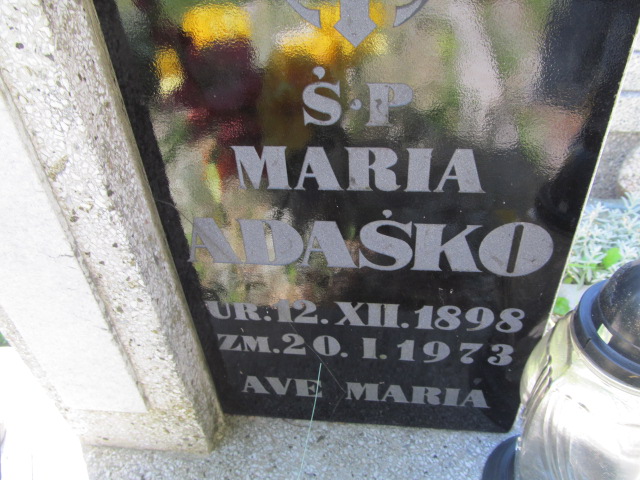 Ś.P
MARIA
ADAŚKO
UR. 12. XII. 1898
ZM. 20. I. 1973
AVE MARIA